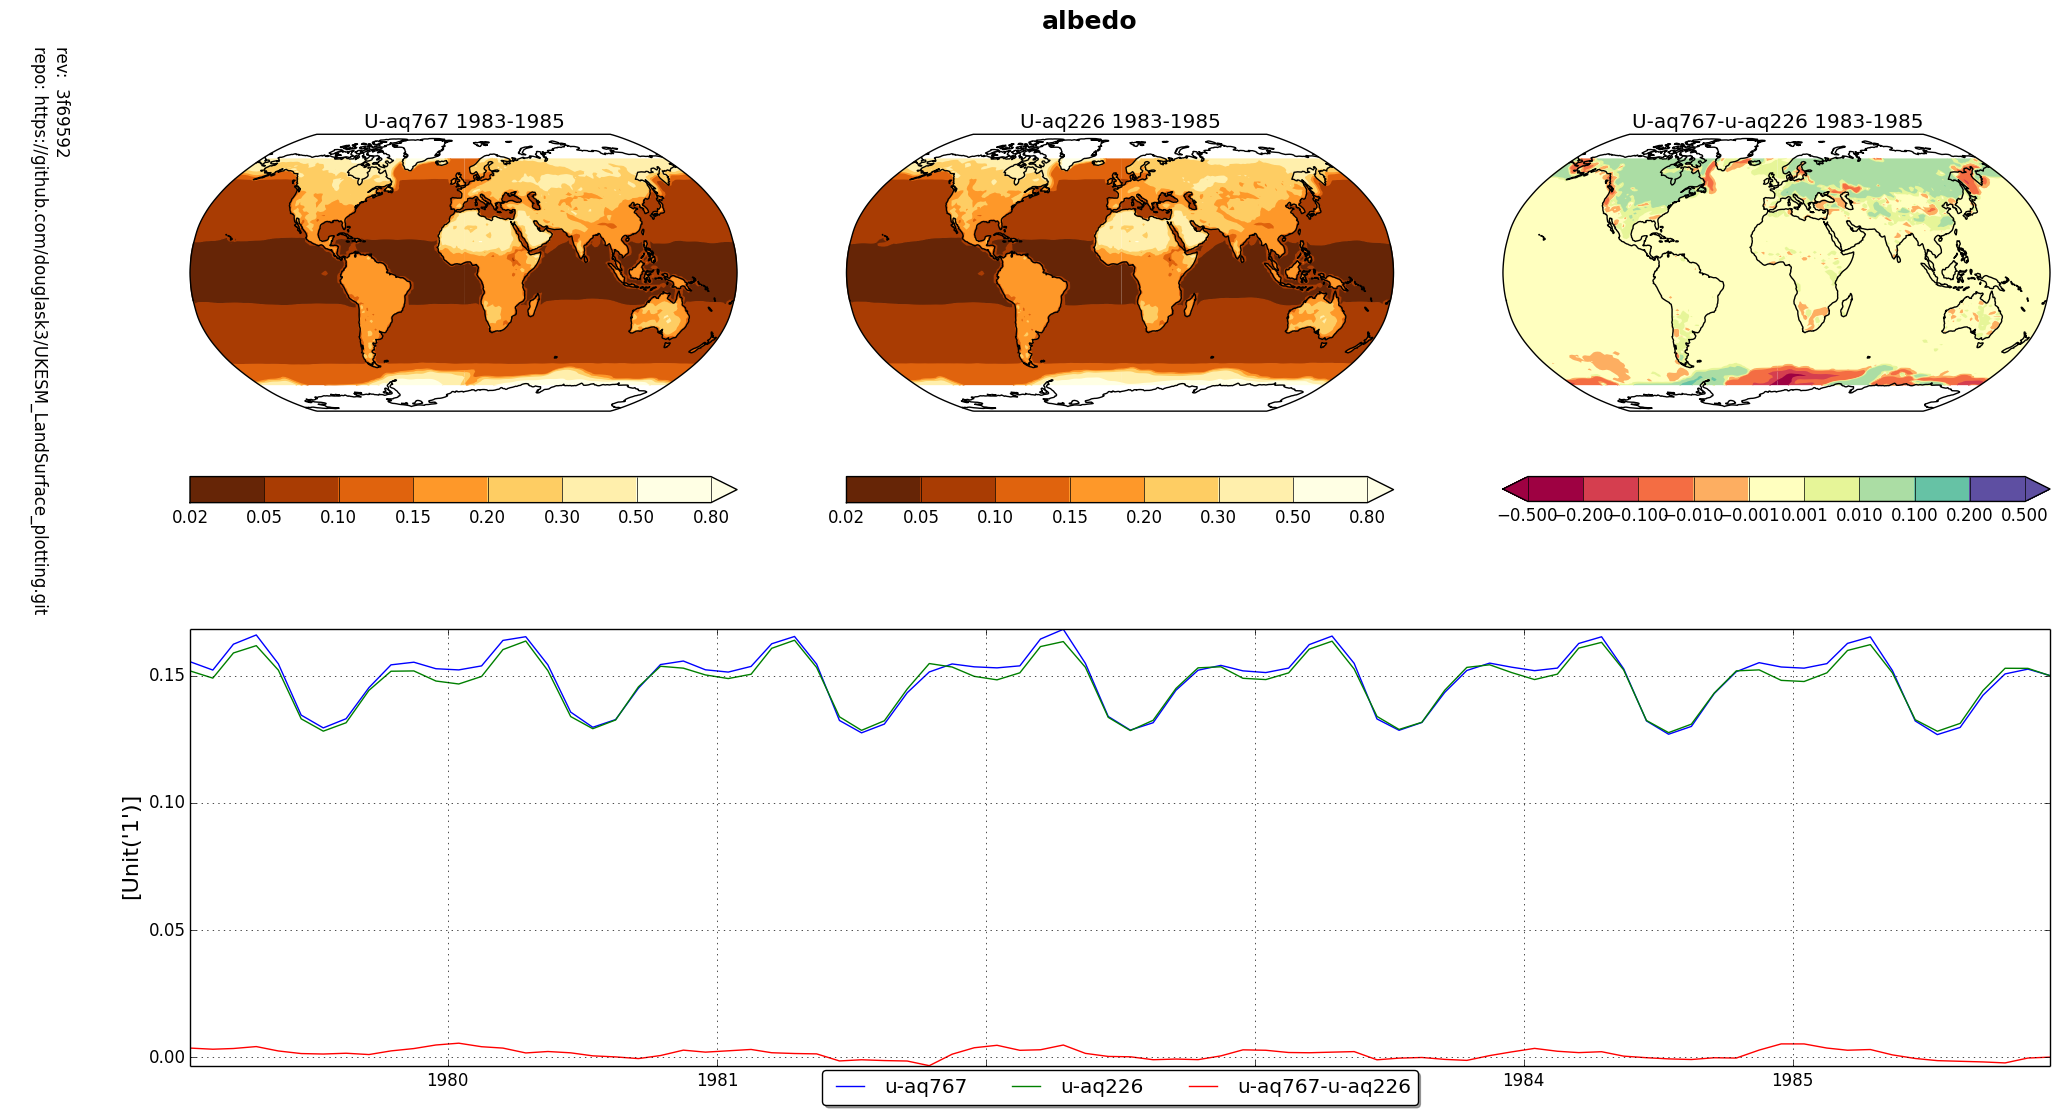 albedo
rev:  3f69592
repo: https://github.com/douglask3/UKESM_LandSurface_plotting.git
U-aq767 1983-1985
U-aq226 1983-1985
U-aq767-u-aq226 1983-1985
0.02 0.05 0.10 0.15 0.20 0.30 0.50 0.80
0.02 0.05 0.10 0.15 0.20 0.30 0.50 0.80
−0.500 −0.200 −0.100 −0.010 −0.001 0.001 0.010 0.100 0.200 0.500
[Unit('1')]
0.15
0.10
0.05
0.00
1980 1981 1984 1985
u-aq767 u-aq226 u-aq767-u-aq226